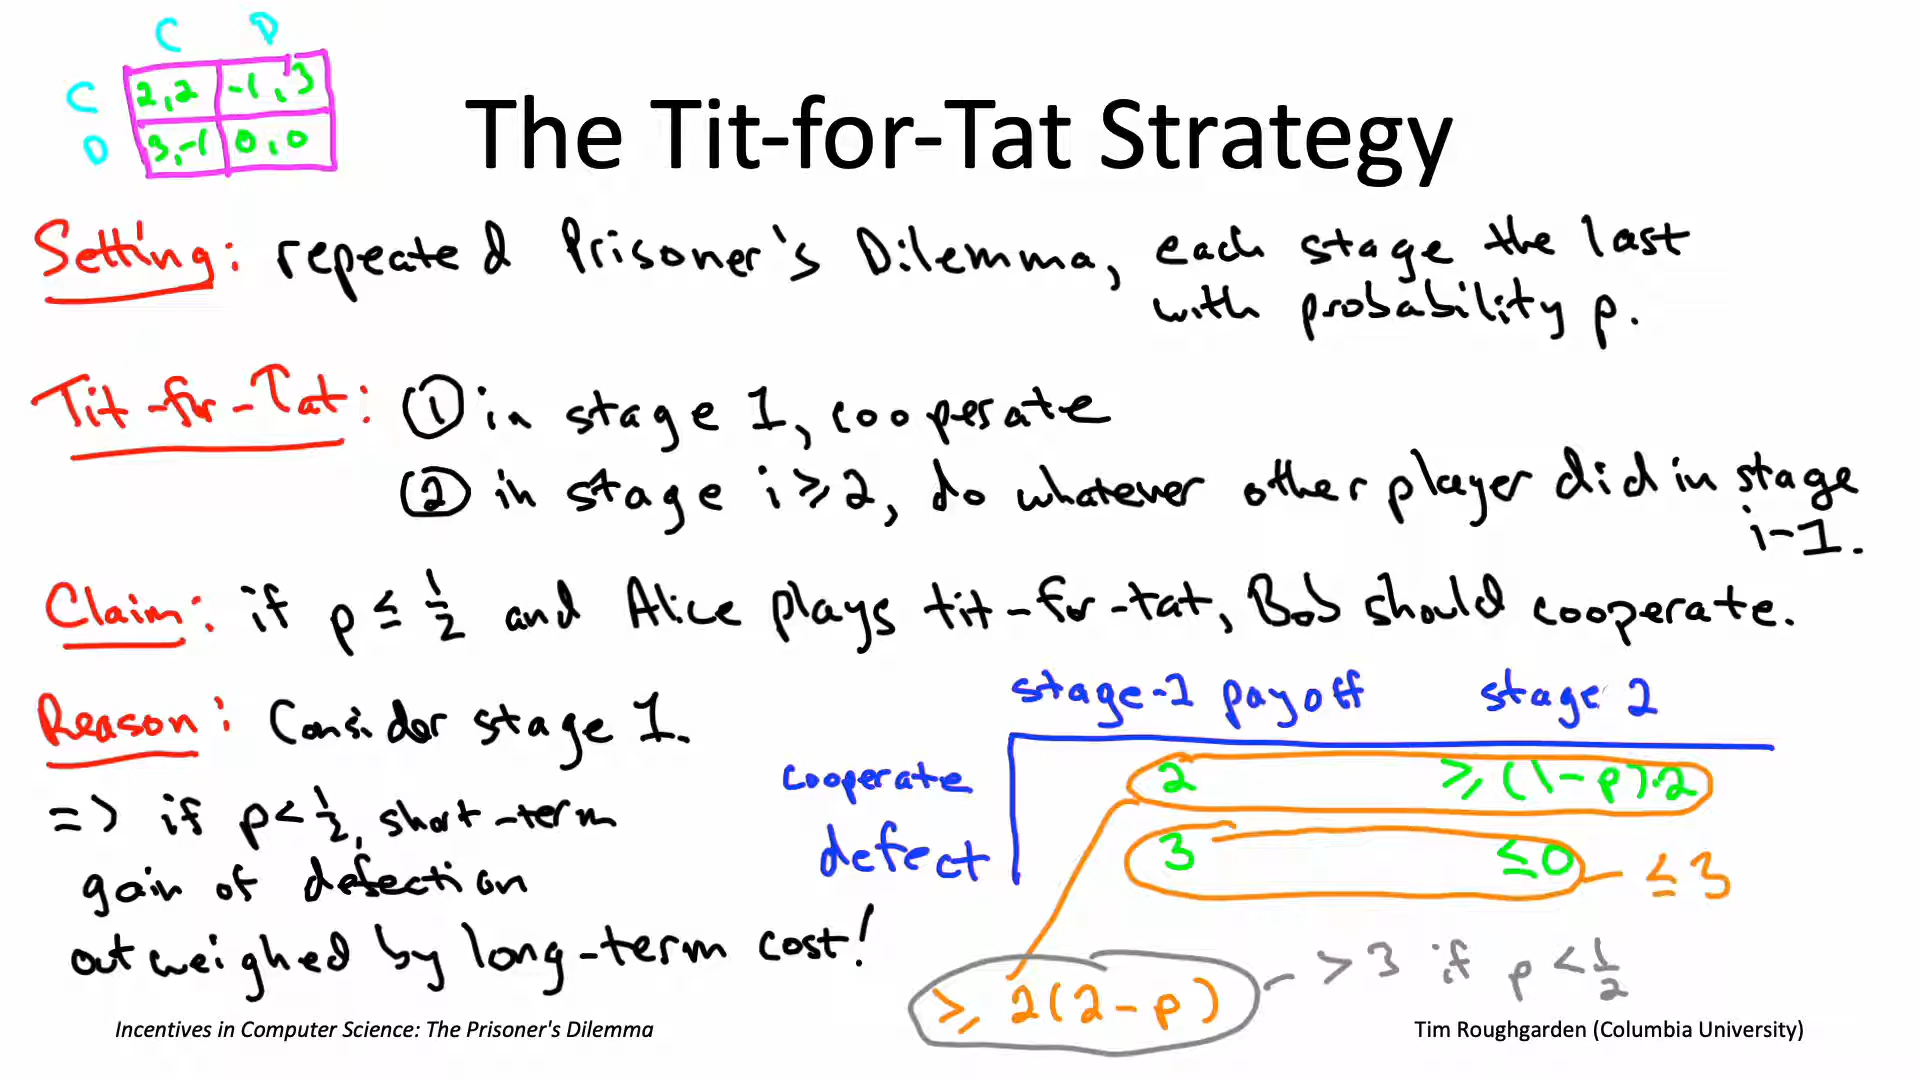 C D
C 2,2 -1,3
D 3,-1 0,0
The Tit-for-Tat Strategy
Setting: repeated Prisoner's Dilemma, each stage the last
with probability p.
Tit-for-Tat: ① in stage 1, cooperate
② in stage i ≥ 2, do whatever other player did in stage
i-1.
Claim: if p ≤ 1/2 and Alice plays tit-for-tat, Bob should cooperate.
Reason: Consider stage 1.
=> if p < 1/2, short-term
gain of defection
outweighed by long-term cost!
stage-1 payoff stage 2
cooperate 2 ≥ (1-p)·2
defect 3 ≤0 ≤ 3
≥ 2(2-p) > 3 if p < 1/2
Incentives in Computer Science: The Prisoner's Dilemma
Tim Roughgarden (Columbia University)